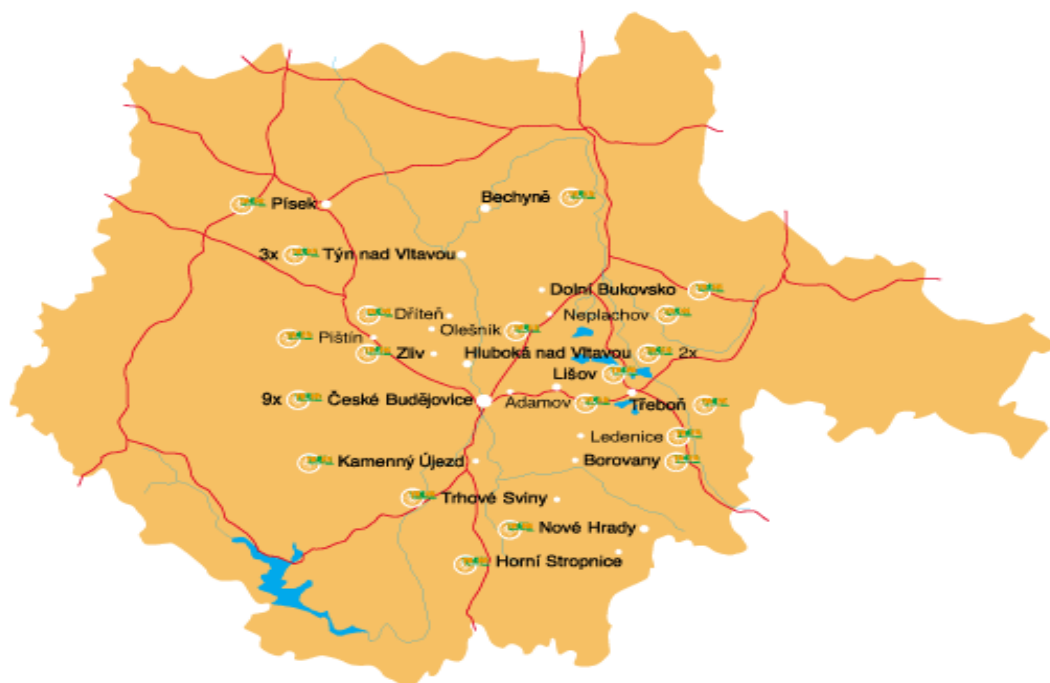 Bechyně
Písek
3x Týn nad Vltavou
Dolní Bukovsko
Dříteň
Neplachov
Olešník
Pištín
Zliv
Hluboká nad Vltavou 2x
Lišov
9x České Budějovice
Adamov
Třeboň
Ledenice
Kamenný Újezd
Borovany
Trhové Sviny
Nové Hrady
Horní Stropnice